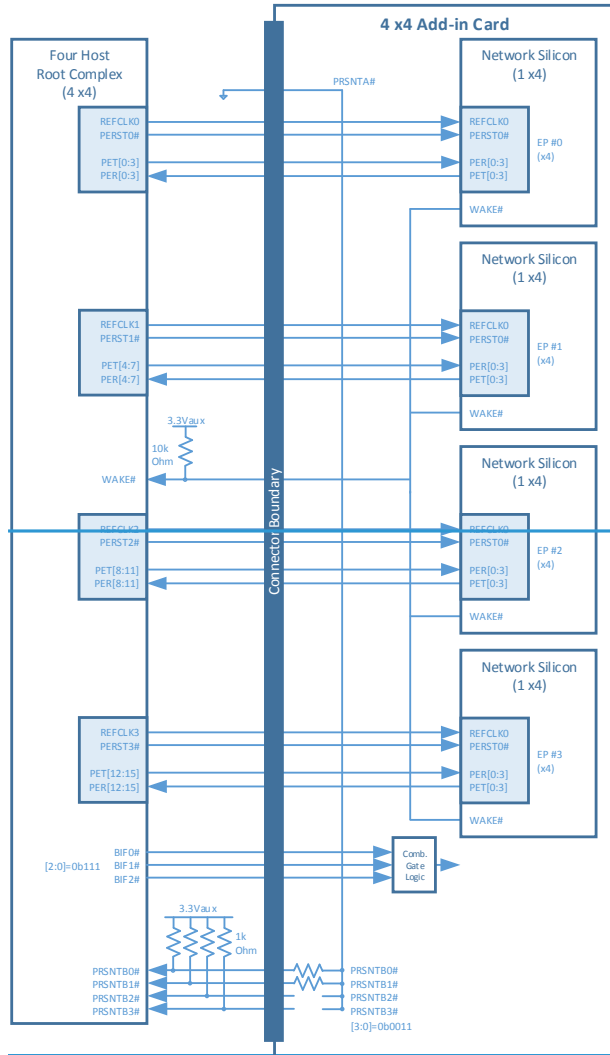 4 x4 Add-in Card
Four Host
Root Complex
(4 x4)
PRSNTA#
Network Silicon
(1 x4)
REFCLK0
PERST0#
PET[0:3]
PER[0:3]
REFCLK0
PERST0#
PER[0:3]
PET[0:3]
EP #0
(x4)
WAKE#
Network Silicon
(1 x4)
REFCLK1
PERST1#
PET[4:7]
PER[4:7]
REFCLK0
PERST0#
PER[0:3]
PET[0:3]
EP #1
(x4)
WAKE#
3.3Vaux
10k
Ohm
WAKE#
Connector Boundary
Network Silicon
(1 x4)
REFCLK2
PERST2#
PET[8:11]
PER[8:11]
REFCLK0
PERST0#
PER[0:3]
PET[0:3]
EP #2
(x4)
WAKE#
Network Silicon
(1 x4)
REFCLK3
PERST3#
PET[12:15]
PER[12:15]
REFCLK0
PERST0#
PER[0:3]
PET[0:3]
EP #3
(x4)
WAKE#
[2:0]=0b111
BIF0#
BIF1#
BIF2#
Comb.
Gate
Logic
3.3Vaux
1k
Ohm
PRSNTB0#
PRSNTB1#
PRSNTB2#
PRSNTB3#
PRSNTB0#
PRSNTB1#
PRSNTB2#
PRSNTB3#
[3:0]=0b0011